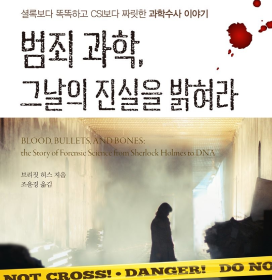 셜록보다 똑똑하고 CSI보다 짜릿한 과학수사 이야기
범죄 과학,
그날의 진실을 밝혀라
BLOOD, BULLETS, AND BONES:
the Story of Forensic Science from Sherlock Holmes to DNA
브리짓 허스 지음
조윤경 옮김
NOT CROSS! · DANGER! DO NO